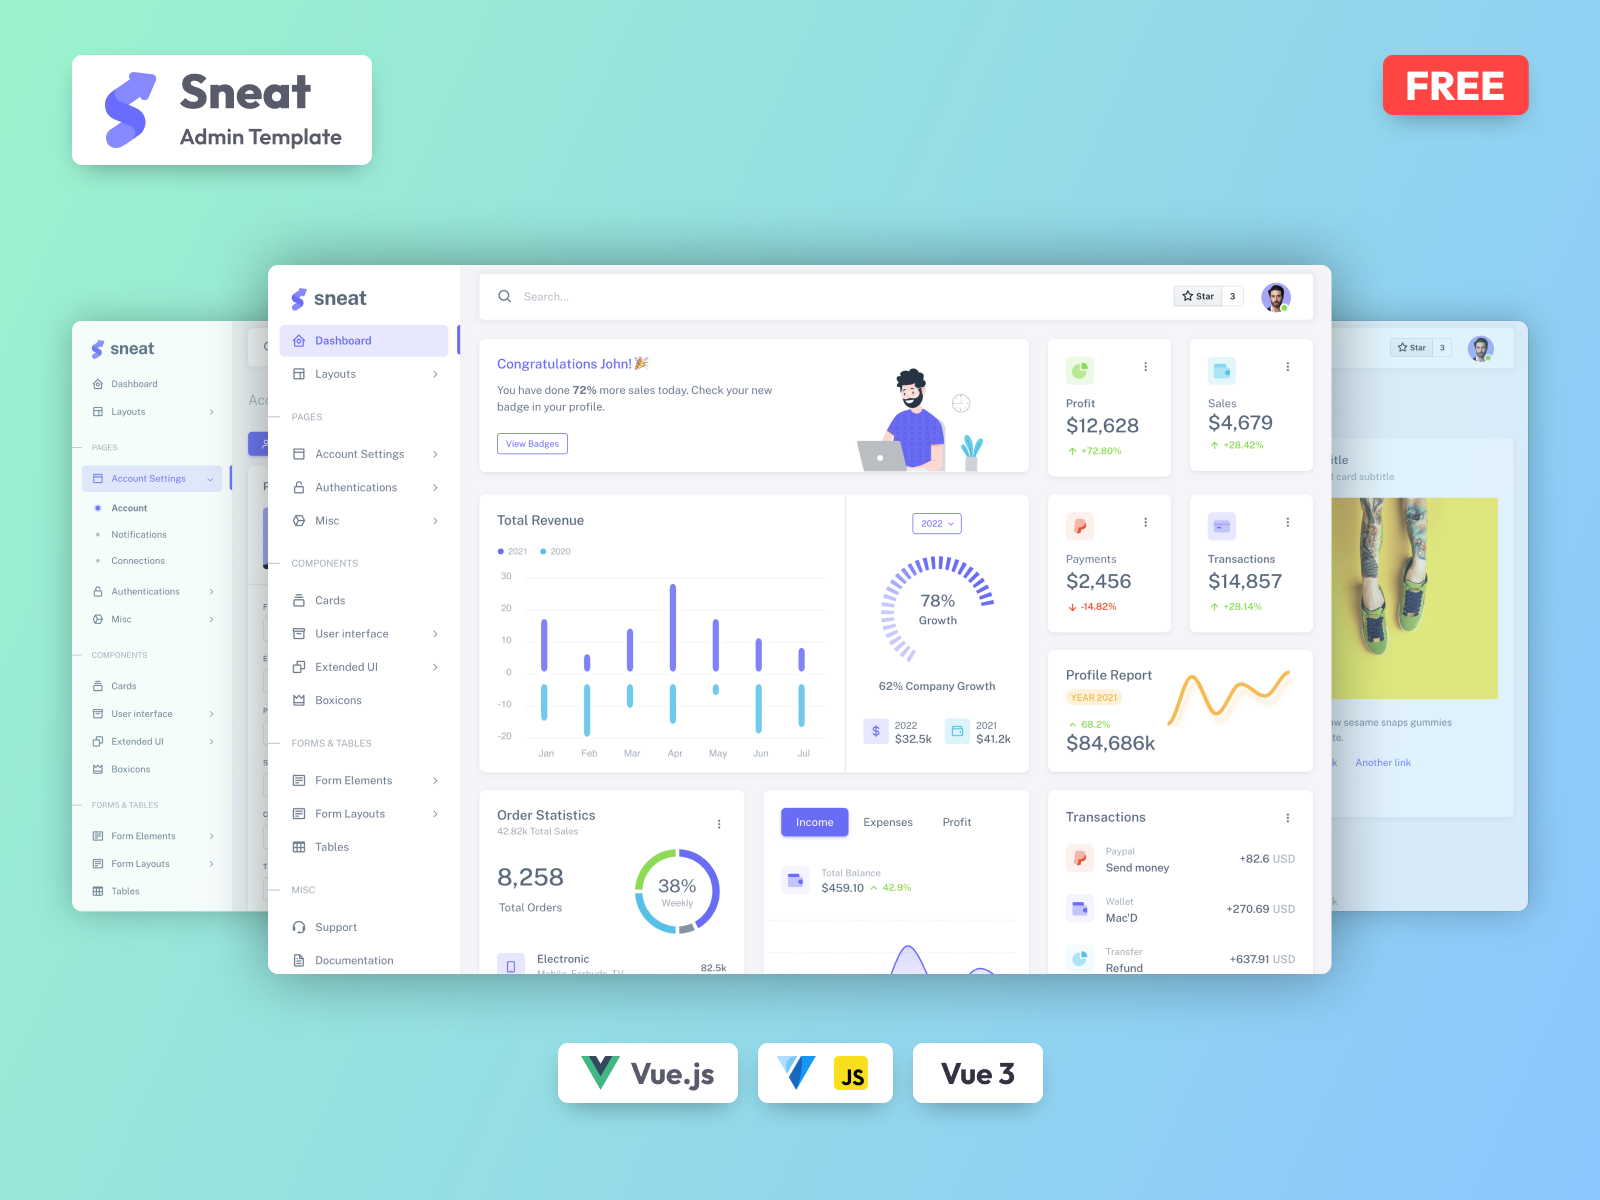 Sneat
Admin Template
FREE
sneat
Dashboard
Layouts
PAGES
Account Settings
Account
Notifications
Connections
Authentications
Misc
COMPONENTS
Cards
User interface
Extended UI
Boxicons
FORMS & TABLES
Form Elements
Form Layouts
Tables
sneat
Dashboard
Layouts
PAGES
Account Settings
Authentications
Misc
COMPONENTS
Cards
User interface
Extended UI
Boxicons
FORMS & TABLES
Form Elements
Form Layouts
Tables
MISC
Support
Documentation
Search...
Star 3
Congratulations John!🎉
You have done 72% more sales today. Check your new
badge in your profile.
View Badges
Profit
$12,628
+72.80%
Sales
$4,679
+28.42%
Total Revenue
2021 2020
30
20
10
0
-10
-20
Jan Feb Mar Apr May Jun Jul
2022
78%
Growth
62% Company Growth
2022
$32.5k
2021
$41.2k
Payments
$2,456
-14.82%
Transactions
$14,857
+28.14%
Profile Report
YEAR 2021
68.2%
$84,686k
Order Statistics
42.82k Total Sales
8,258
Total Orders
38%
Weekly
Electronic
Mobile, Earbuds, TV
82.5k
Income Expenses Profit
Total Balance
$459.10 42.9%
Transactions
Paypal
Send money
+82.6 USD
Wallet
Mac'D
+270.69 USD
Transfer
Refund
+637.91 USD
Star 3
card subtitle
sesame snaps gummies
Another link
Vue.js
JS
Vue 3